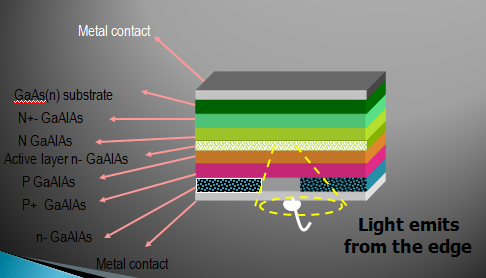 Metal contact
GaAs(n) substrate
N+- GaAlAs
N GaAlAs
Active layer n- GaAlAs
P GaAlAs
P+ GaAlAs
n- GaAlAs
Metal contact
Light emits
from the edge